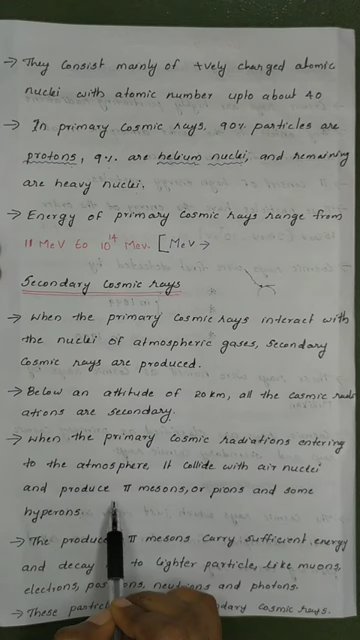 → They consist mainly of +vely charged atomic
nuclei with atomic number upto about 40
→ In primary cosmic rays, 90% particles are
protons, 9% are helium nuclei, and remaining
are heavy nuclei.
→ Energy of primary cosmic rays range from
11 MeV to 10¹⁴ Mev. [MeV →
Secondary Cosmic rays
→ When the primary cosmic rays interact with
the nuclei of atmospheric gases, secondary
cosmic rays are produced.
→ Below an altitude of 20km, all the cosmic radi
ations are secondary.
→ When the primary cosmic radiations entering
to the atmosphere. It collide with air nuclei
and produce π mesons, or pions and some
hyperons.
→ The produce π mesons carry sufficient energy
and decay to lighter particle, like muons,
electrons, neutrons and photons.
→ These cosmic rays.